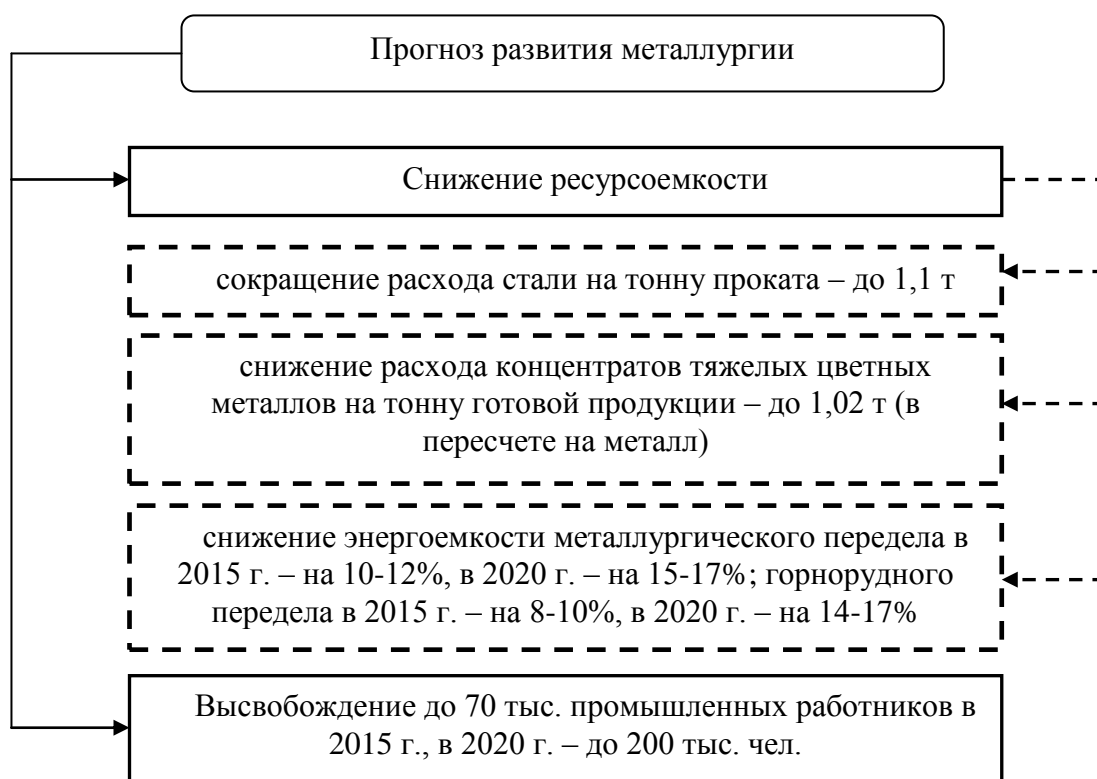 Прогноз развития металлургии
Снижение ресурсоемкости
сокращение расхода стали на тонну проката – до 1,1 т
снижение расхода концентратов тяжелых цветных
металлов на тонну готовой продукции – до 1,02 т (в
пересчете на металл)
снижение энергоемкости металлургического передела в
2015 г. – на 10-12%, в 2020 г. – на 15-17%; горнорудного
передела в 2015 г. – на 8-10%, в 2020 г. – на 14-17%
Высвобождение до 70 тыс. промышленных работников в
2015 г., в 2020 г. – до 200 тыс. чел.